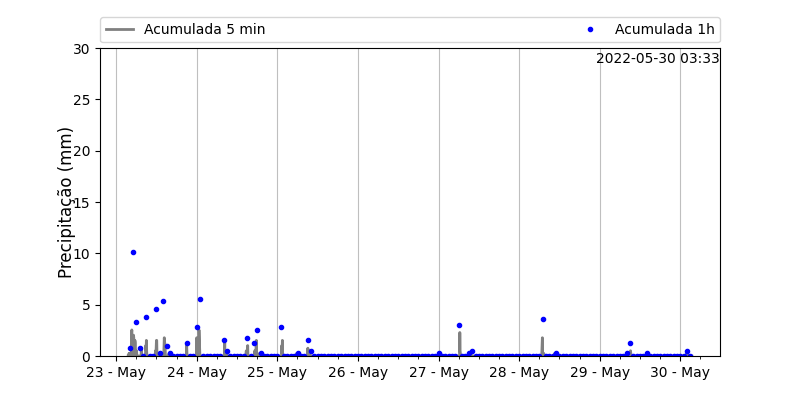 Acumulada 5 min
Acumulada 1h
2022-05-30 03:33
Precipitação (mm)
30
25
20
15
10
5
0
23 - May 24 - May 25 - May 26 - May 27 - May 28 - May 29 - May 30 - May